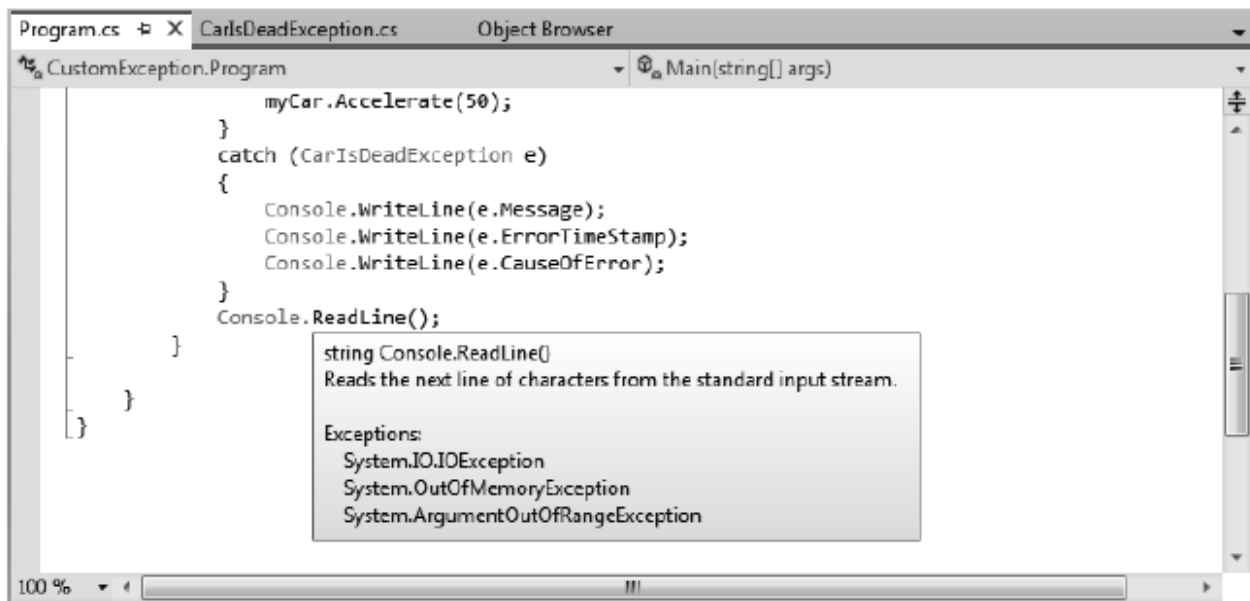 Program.cs X CarIsDeadException.cs Object Browser
CustomException.Program Main(string[] args)
myCar.Accelerate(50);
}
catch (CarIsDeadException e)
{
Console.WriteLine(e.Message);
Console.WriteLine(e.ErrorTimeStamp);
Console.WriteLine(e.CauseOfError);
}
Console.ReadLine();
}
string Console.ReadLine()
Reads the next line of characters from the standard input stream.
}
}
Exceptions:
System.IO.IOException
System.OutOfMemoryException
System.ArgumentOutOfRangeException
100 %